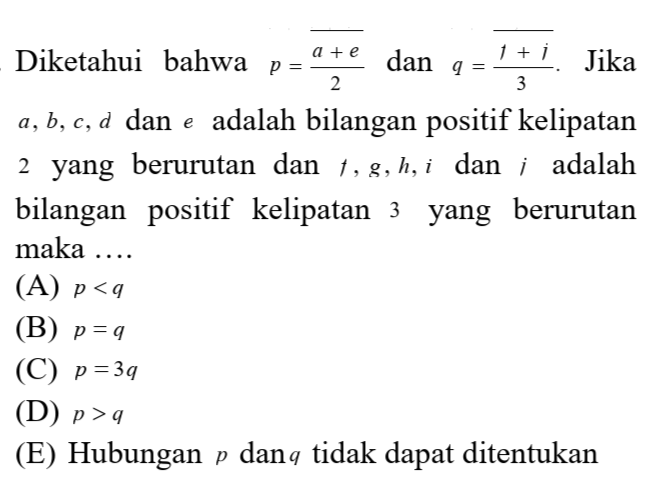 Diketahui bahwa p = a + e / 2 dan q = f + j / 3. Jika
a, b, c, d dan e adalah bilangan positif kelipatan
2 yang berurutan dan f, g, h, i dan j adalah
bilangan positif kelipatan 3 yang berurutan
maka ....
(A) p < q
(B) p = q
(C) p = 3q
(D) p > q
(E) Hubungan p dan q tidak dapat ditentukan